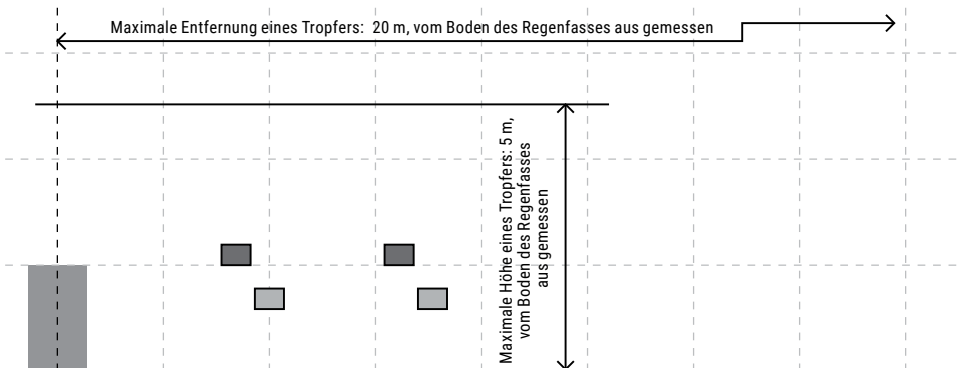 Maximale Entfernung eines Tropfers: 20 m, vom Boden des Regenfasses aus gemessen
Maximale Höhe eines Tropfers: 5 m,
vom Boden des Regenfasses
aus gemessen